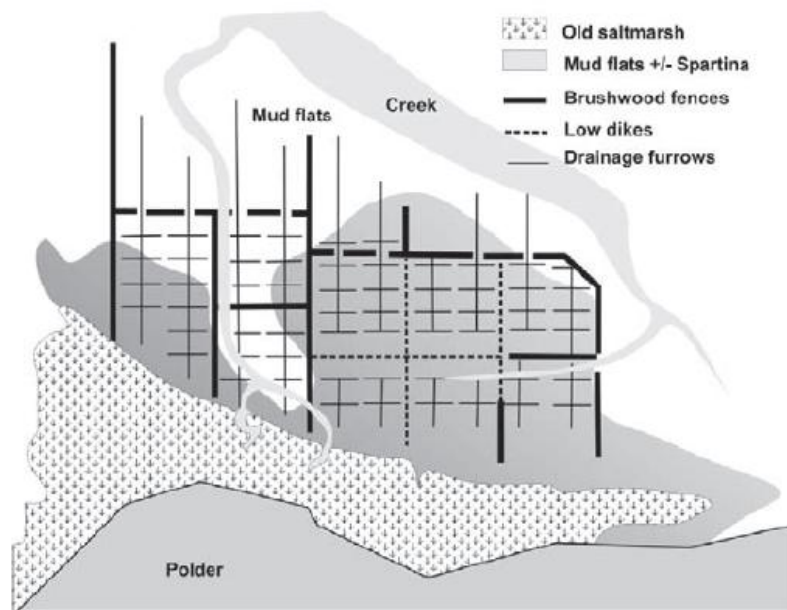 Old saltmarsh
Mud flats +/- Spartina
Brushwood fences
Low dikes
Drainage furrows
Creek
Mud flats
Polder